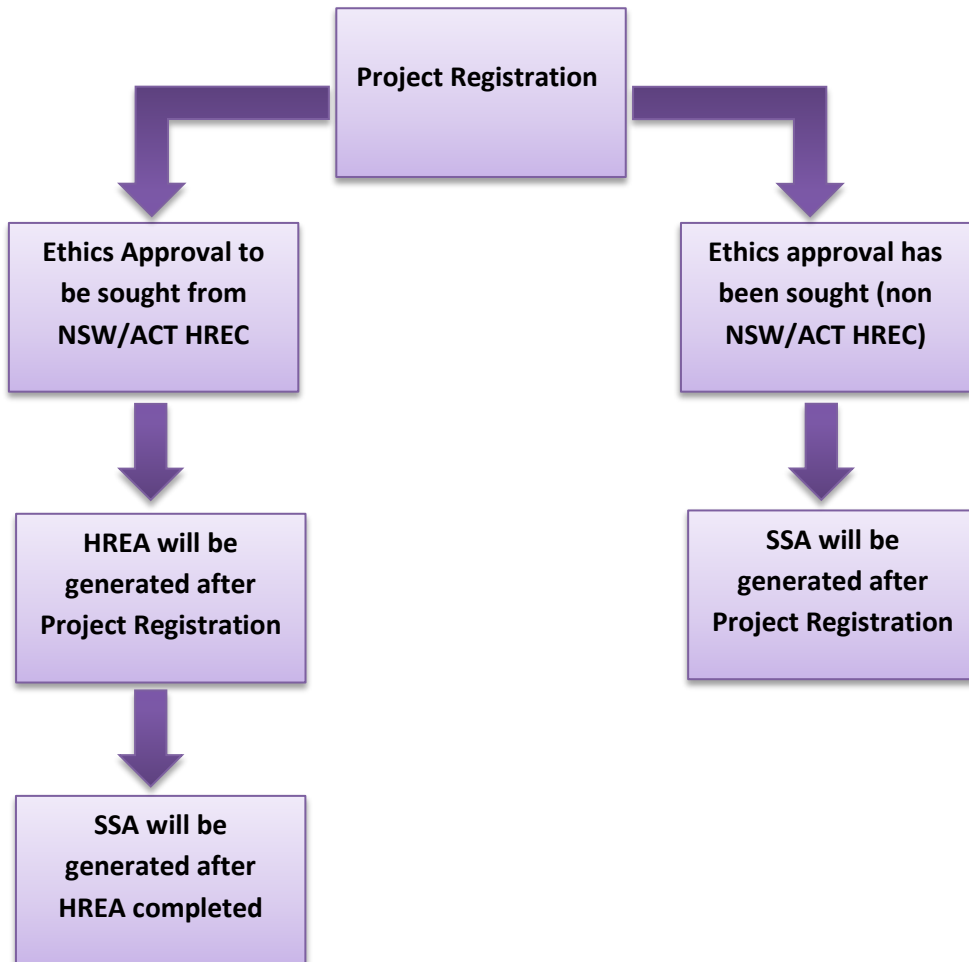 Project Registration
Ethics Approval to
be sought from
NSW/ACT HREC
Ethics approval has
been sought (non
NSW/ACT HREC)
HREA will be
generated after
Project Registration
SSA will be
generated after
Project Registration
SSA will be
generated after
HREA completed